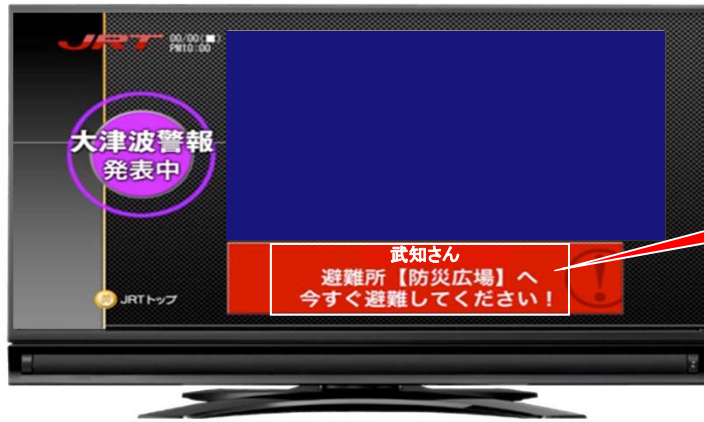 JRT
00/00(■)
PM10:00
大津波警報
発表中
武知さん
避難所【防災広場】へ
今すぐ避難してください！
JRTトップ